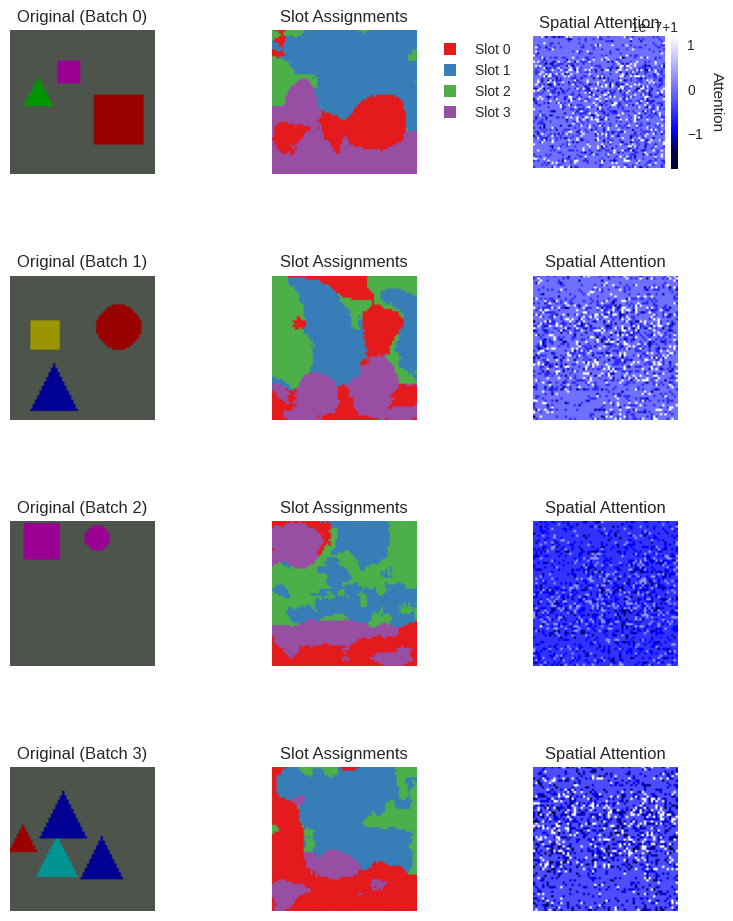 Original (Batch 0)
Slot Assignments
Slot 0
Slot 1
Slot 2
Slot 3
Spatial Attention
1e−7+1
1
0
−1
Attention
Original (Batch 1)
Slot Assignments
Spatial Attention
Original (Batch 2)
Slot Assignments
Spatial Attention
Original (Batch 3)
Slot Assignments
Spatial Attention